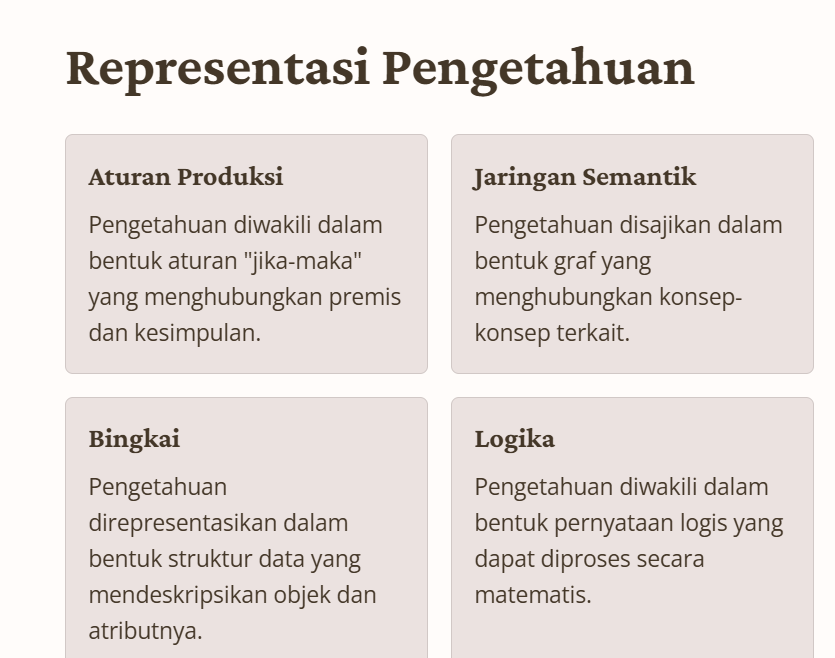 Representasi Pengetahuan
Aturan Produksi
Pengetahuan diwakili dalam
bentuk aturan "jika-maka"
yang menghubungkan premis
dan kesimpulan.
Jaringan Semantik
Pengetahuan disajikan dalam
bentuk graf yang
menghubungkan konsep-
konsep terkait.
Bingkai
Pengetahuan
direpresentasikan dalam
bentuk struktur data yang
mendeskripsikan objek dan
atributnya.
Logika
Pengetahuan diwakili dalam
bentuk pernyataan logis yang
dapat diproses secara
matematis.